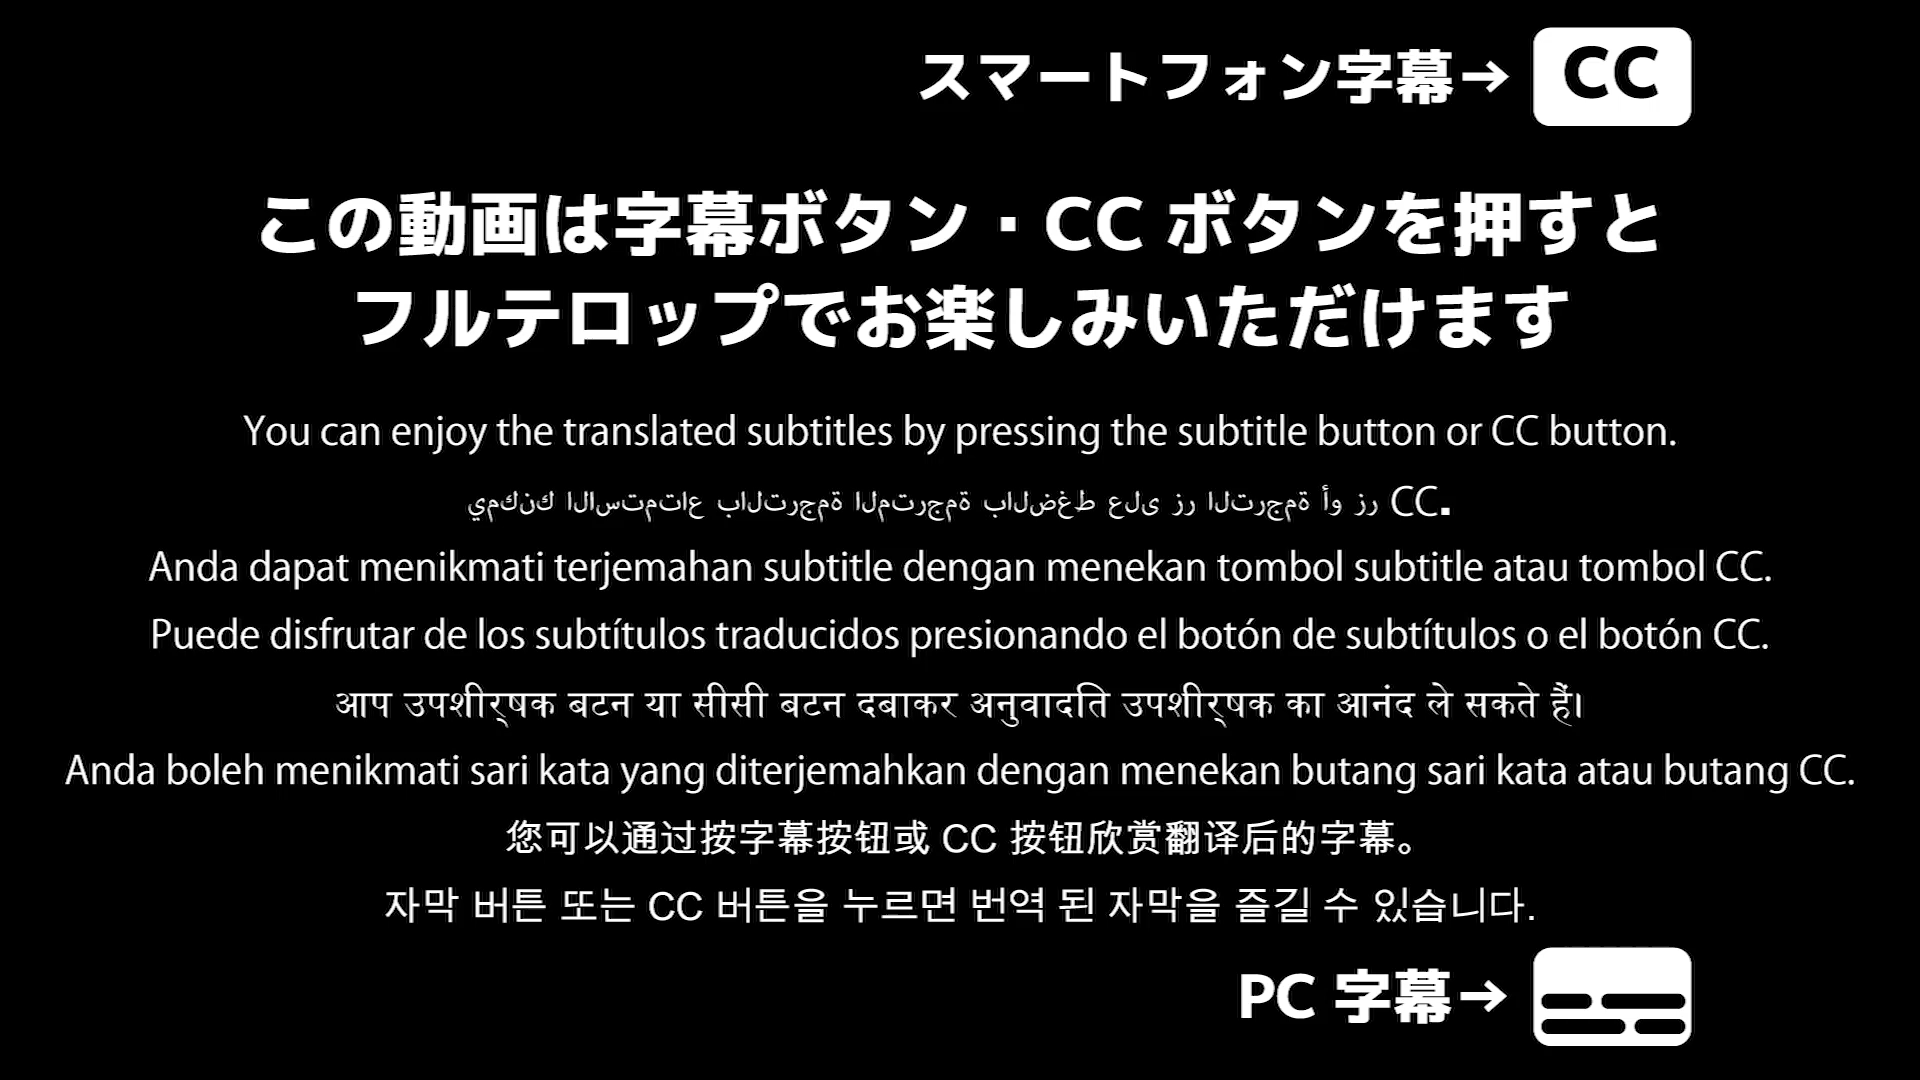 スマートフォン字幕→ CC
この動画は字幕ボタン・CC ボタンを押すと
フルテロップでお楽しみいただけます
You can enjoy the translated subtitles by pressing the subtitle button or CC button.
يمكنك الاستمتاع بالترجمة المترجمة بالضغط على زر الترجمة أو زر CC.
Anda dapat menikmati terjemahan subtitle dengan menekan tombol subtitle atau tombol CC.
Puede disfrutar de los subtítulos traducidos presionando el botón de subtítulos o el botón CC.
आप उपशीर्षक बटन या सीसी बटन दबाकर अनुवादित उपशीर्षक का आनंद ले सकते हैं।
Anda boleh menikmati sari kata yang diterjemahkan dengan menekan butang sari kata atau butang CC.
您可以通过按字幕按钮或 CC 按钮欣赏翻译后的字幕。
자막 버튼 또는 CC 버튼을 누르면 번역 된 자막을 즐길 수 있습니다.
PC 字幕→